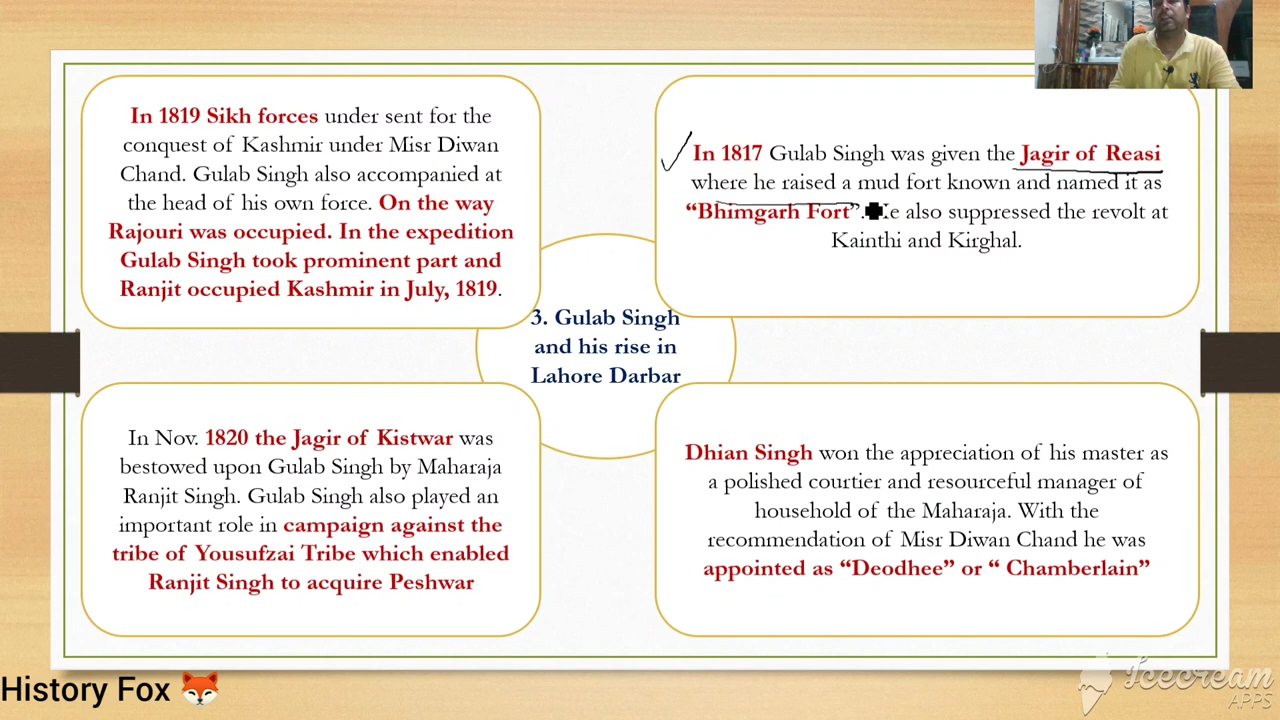 In 1819 Sikh forces under sent for the
conquest of Kashmir under Misr Diwan
Chand. Gulab Singh also accompanied at
the head of his own force. On the way
Rajouri was occupied. In the expedition
Gulab Singh took prominent part and
Ranjit occupied Kashmir in July, 1819.
In 1817 Gulab Singh was given the Jagir of Reasi
where he raised a mud fort known and named it as
“Bhimgarh Fort”. also suppressed the revolt at
Kainthi and Kirghal.
3. Gulab Singh
and his rise in
Lahore Darbar
In Nov. 1820 the Jagir of Kistwar was
bestowed upon Gulab Singh by Maharaja
Ranjit Singh. Gulab Singh also played an
important role in campaign against the
tribe of Yousufzai Tribe which enabled
Ranjit Singh to acquire Peshwar
Dhian Singh won the appreciation of his master as
a polished courtier and resourceful manager of
household of the Maharaja. With the
recommendation of Misr Diwan Chand he was
appointed as “Deodhee” or “ Chamberlain”
History Fox
Icecream
APPS